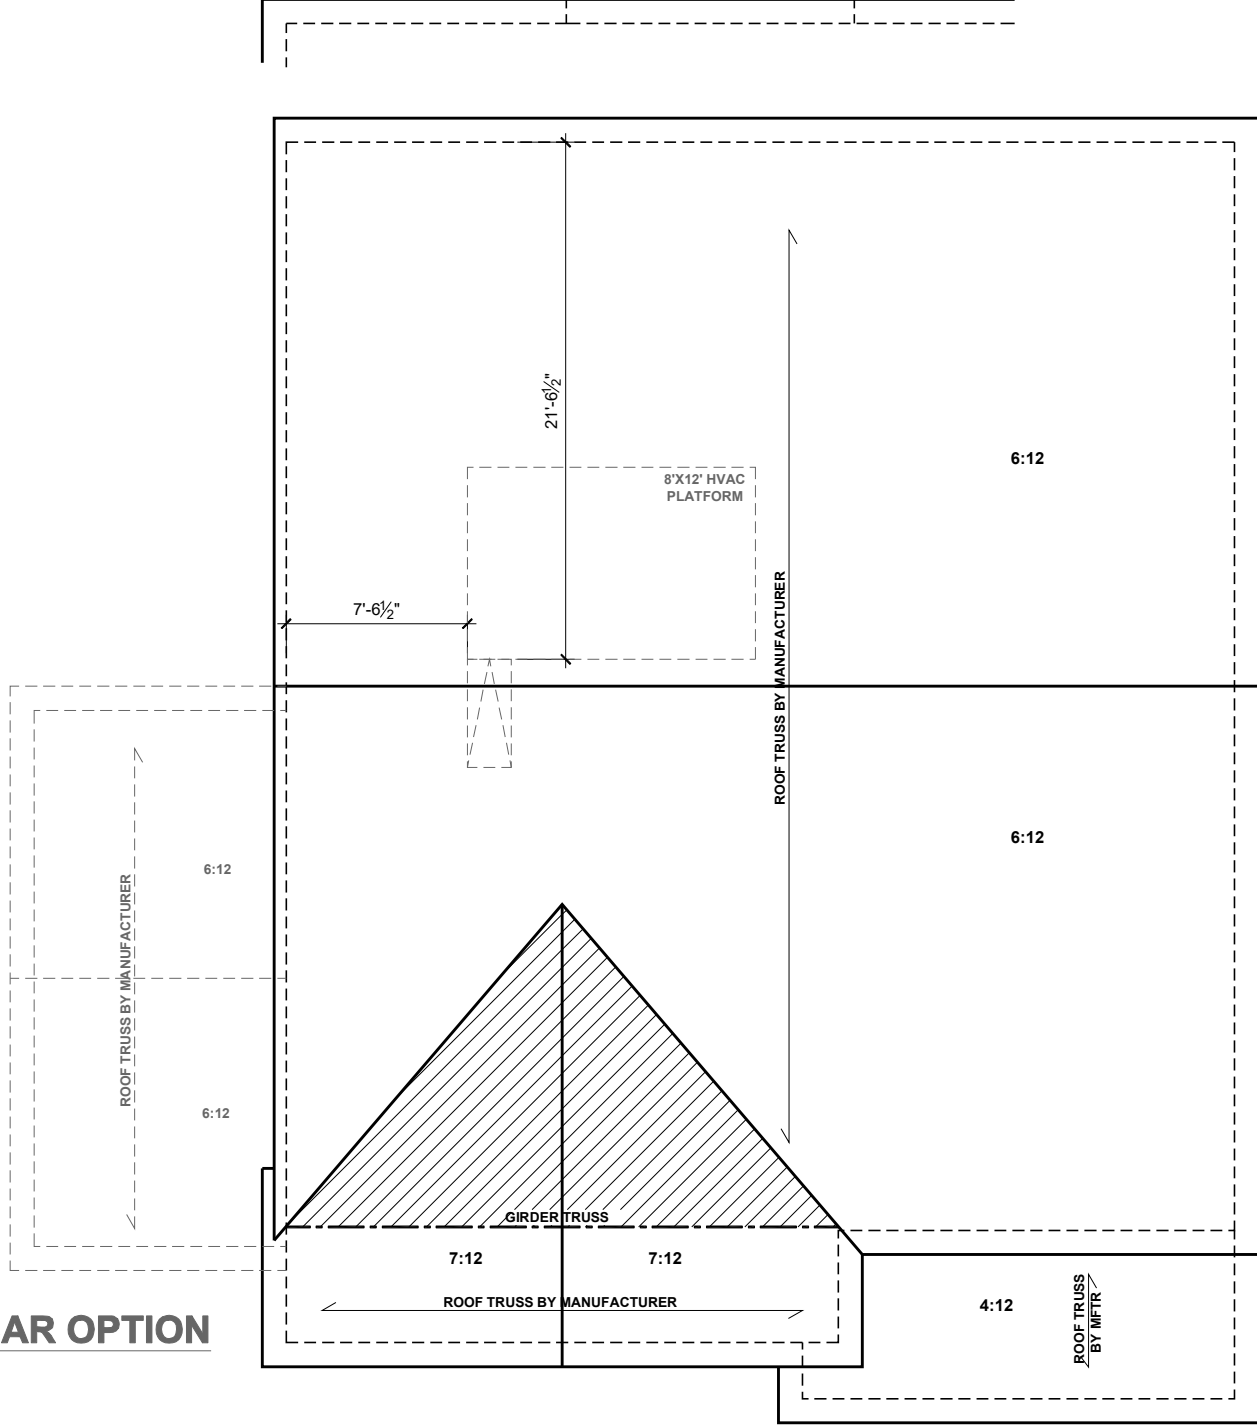 21'-6½"
6:12
8'X12' HVAC
PLATFORM
7'-6½"
ROOF TRUSS BY MANUFACTURER
6:12
6:12
ROOF TRUSS BY MANUFACTURER
6:12
GIRDER TRUSS
7:12
7:12
ROOF TRUSS BY MANUFACTURER
4:12
ROOF TRUSS
BY MFTR
AR OPTION